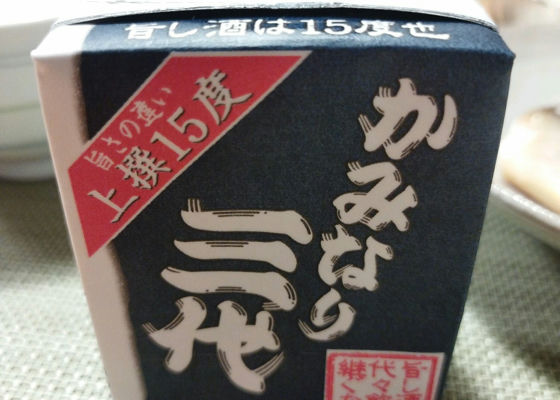 旨し酒は15度也
旨さの違い
上撰15度
かみなり
三代
旨し酒
代々
継ぐ